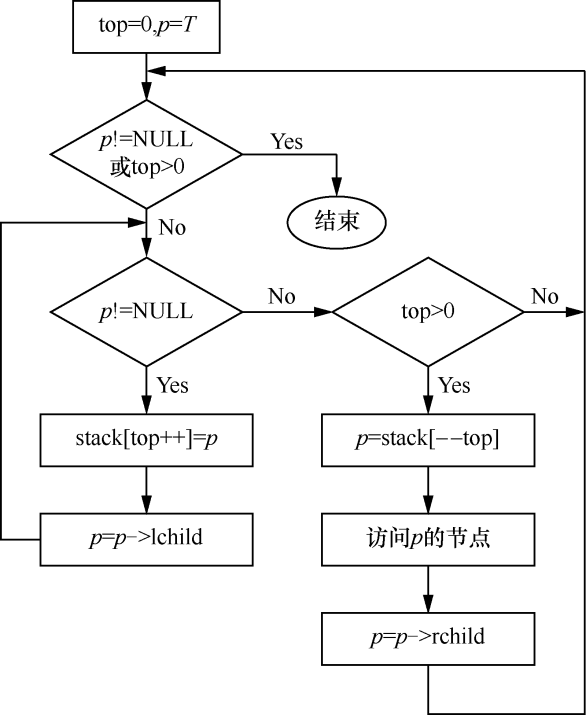 top=0,p=T
p!=NULL
或top>0
Yes
结束
No
p!=NULL
No
top>0
No
Yes
Yes
stack[top++]=p
p=stack[--top]
p=p->lchild
访问p的节点
p=p->rchild